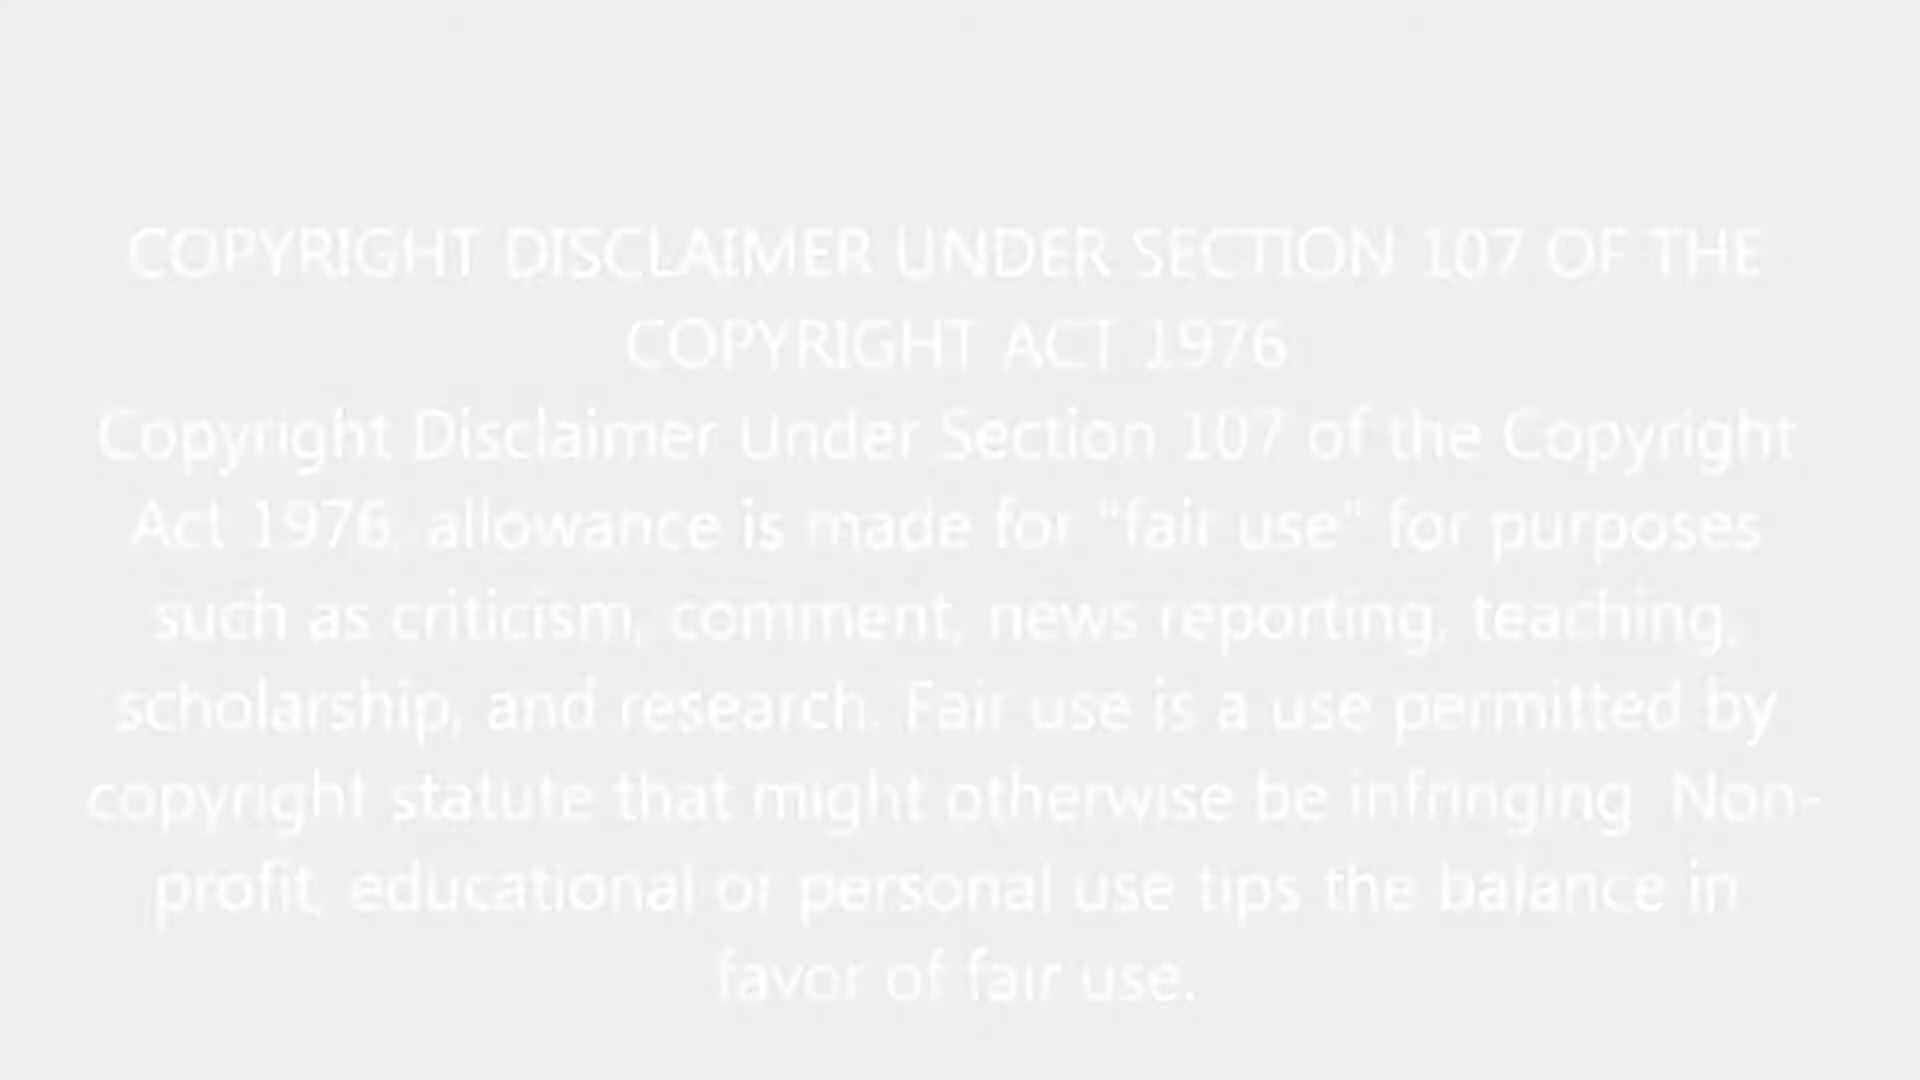 COPYRIGHT DISCLAIMER UNDER SECTION 107 OF THE
COPYRIGHT ACT 1976
Copyright Disclaimer Under Section 107 of the Copyright
Act 1976, allowance is made for "fair use" for purposes
such as criticism, comment, news reporting, teaching,
scholarship, and research. Fair use is a use permitted by
copyright statute that might otherwise be infringing. Non-
profit, educational or personal use tips the balance in
favor of fair use.